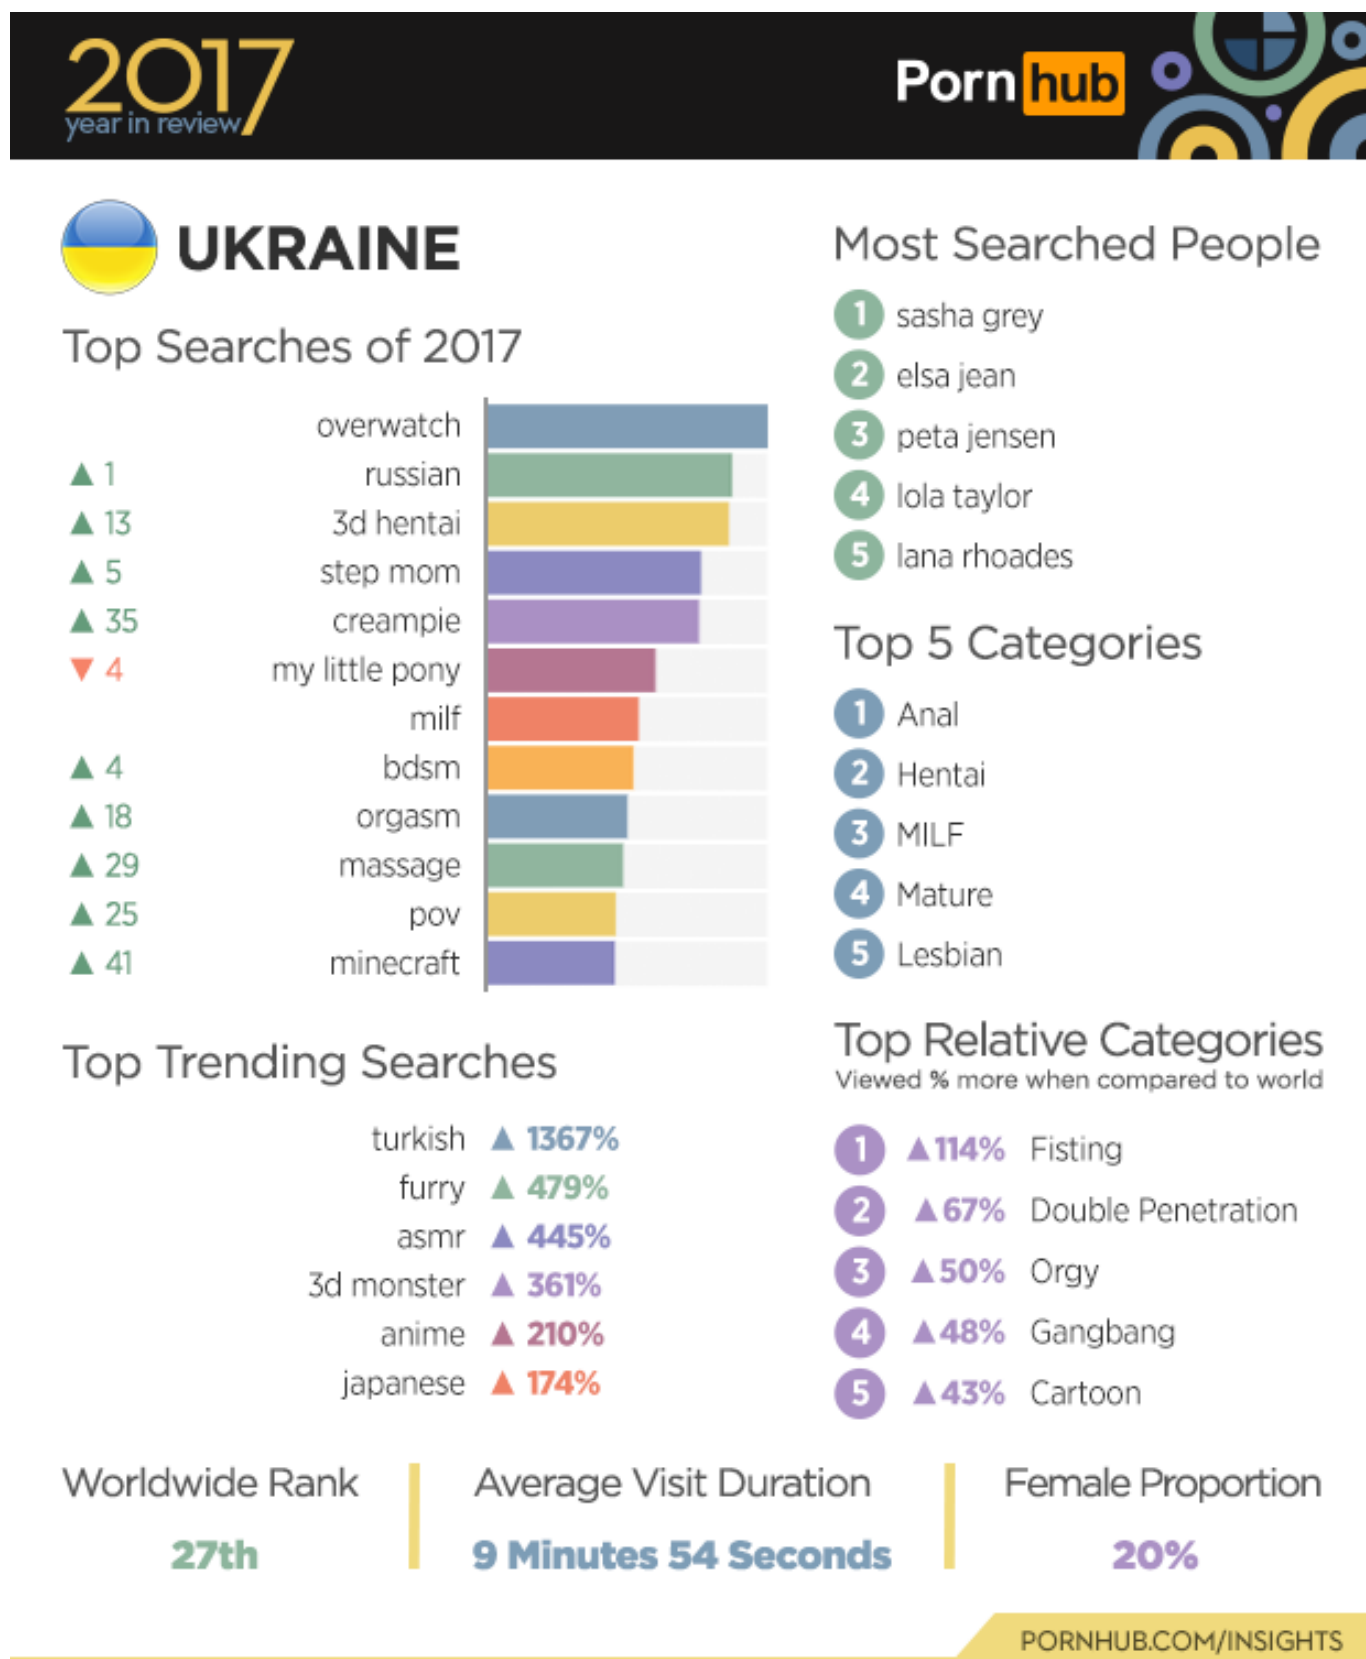 2017
year in review
Porn hub
UKRAINE
Top Searches of 2017
overwatch
▲ 1 russian
▲ 13 3d hentai
▲ 5 step mom
▲ 35 creampie
▼ 4 my little pony
milf
▲ 4 bdsm
▲ 18 orgasm
▲ 29 massage
▲ 25 pov
▲ 41 minecraft
Top Trending Searches
turkish ▲ 1367%
furry ▲ 479%
asmr ▲ 445%
3d monster ▲ 361%
anime ▲ 210%
japanese ▲ 174%
Most Searched People
1 sasha grey
2 elsa jean
3 peta jensen
4 lola taylor
5 lana rhoades
Top 5 Categories
1 Anal
2 Hentai
3 MILF
4 Mature
5 Lesbian
Top Relative Categories
Viewed % more when compared to world
1 ▲114% Fisting
2 ▲67% Double Penetration
3 ▲50% Orgy
4 ▲48% Gangbang
5 ▲43% Cartoon
Worldwide Rank
27th
Average Visit Duration
9 Minutes 54 Seconds
Female Proportion
20%
PORNHUB.COM/INSIGHTS